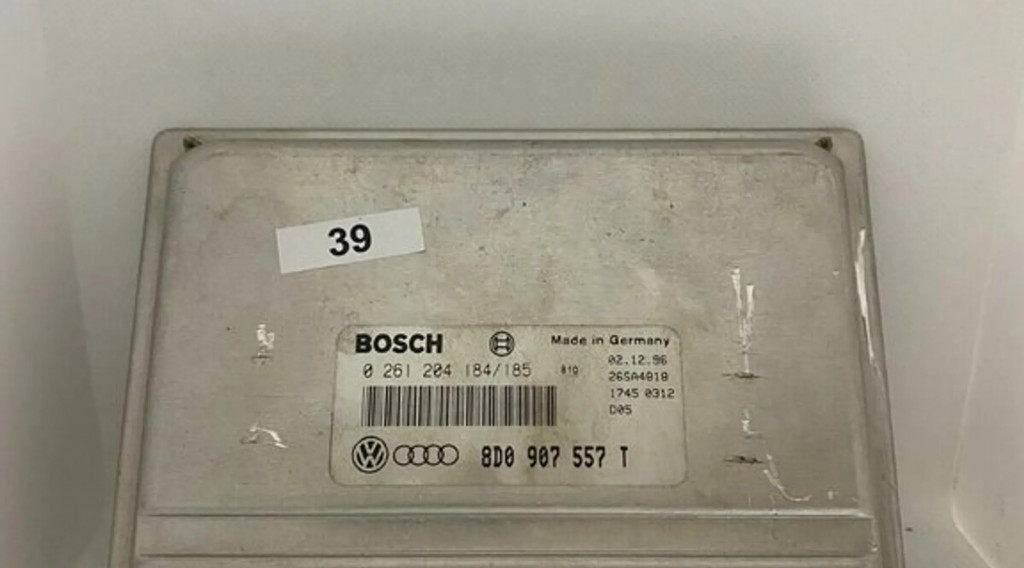 39
BOSCH
Made in Germany
0 261 204 184/185
02.12.96
26SA4818
1745 0312
D05
8D0 907 557 T